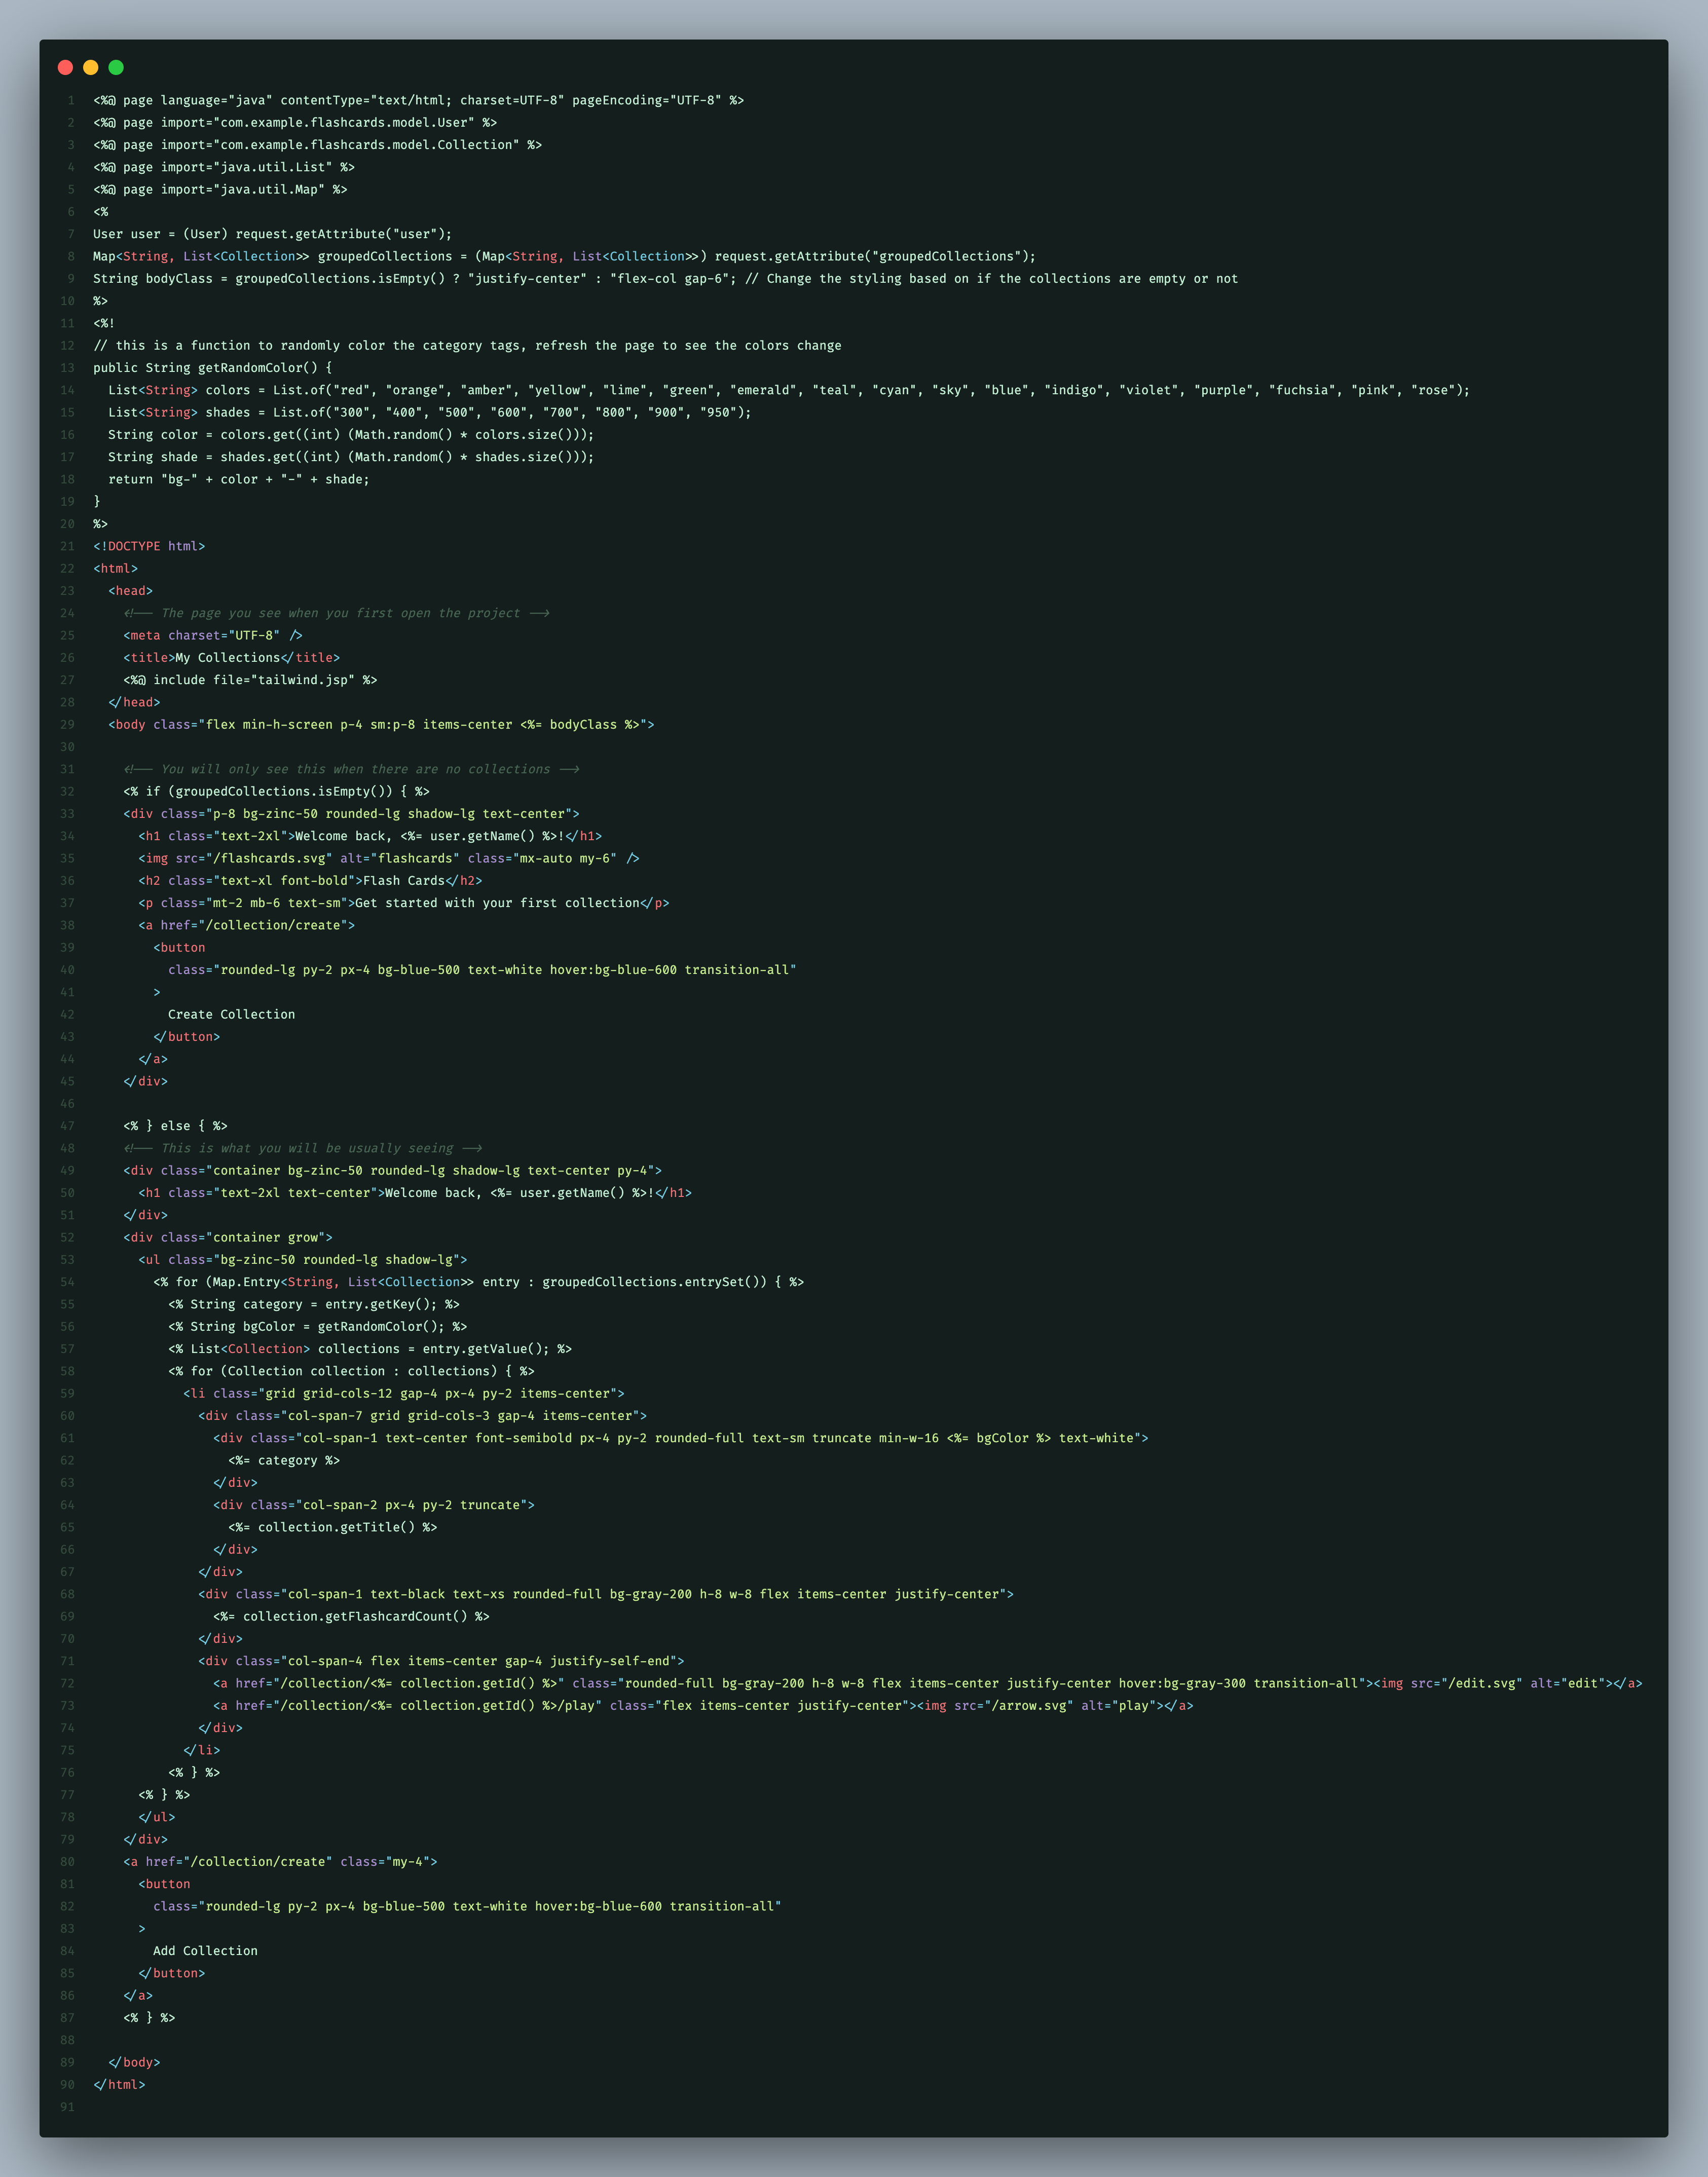 1 <%@ page language="java" contentType="text/html; charset=UTF-8" pageEncoding="UTF-8" %>
2 <%@ page import="com.example.flashcards.model.User" %>
3 <%@ page import="com.example.flashcards.model.Collection" %>
4 <%@ page import="java.util.List" %>
5 <%@ page import="java.util.Map" %>
6 <%
7 User user = (User) request.getAttribute("user");
8 Map<String, List<Collection>> groupedCollections = (Map<String, List<Collection>>) request.getAttribute("groupedCollections");
9 String bodyClass = groupedCollections.isEmpty() ? "justify-center" : "flex-col gap-6"; // Change the styling based on if the collections are empty or not
10 %>
11 <%!
12 // this is a function to randomly color the category tags, refresh the page to see the colors change
13 public String getRandomColor() {
14   List<String> colors = List.of("red", "orange", "amber", "yellow", "lime", "green", "emerald", "teal", "cyan", "sky", "blue", "indigo", "violet", "purple", "fuchsia", "pink", "rose");
15   List<String> shades = List.of("300", "400", "500", "600", "700", "800", "900", "950");
16   String color = colors.get((int) (Math.random() * colors.size()));
17   String shade = shades.get((int) (Math.random() * shades.size()));
18   return "bg-" + color + "-" + shade;
19 }
20 %>
21 <!DOCTYPE html>
22 <html>
23   <head>
24     <!-- The page you see when you first open the project -->
25     <meta charset="UTF-8" />
26     <title>My Collections</title>
27     <%@ include file="tailwind.jsp" %>
28   </head>
29   <body class="flex min-h-screen p-4 sm:p-8 items-center <%= bodyClass %>">
30
31     <!-- You will only see this when there are no collections -->
32     <% if (groupedCollections.isEmpty()) { %>
33     <div class="p-8 bg-zinc-50 rounded-lg shadow-lg text-center">
34       <h1 class="text-2xl">Welcome back, <%= user.getName() %>!</h1>
35       <img src="/flashcards.svg" alt="flashcards" class="mx-auto my-6" />
36       <h2 class="text-xl font-bold">Flash Cards</h2>
37       <p class="mt-2 mb-6 text-sm">Get started with your first collection</p>
38       <a href="/collection/create">
39         <button
40           class="rounded-lg py-2 px-4 bg-blue-500 text-white hover:bg-blue-600 transition-all"
41         >
42           Create Collection
43         </button>
44       </a>
45     </div>
46
47     <% } else { %>
48     <!-- This is what you will be usually seeing -->
49     <div class="container bg-zinc-50 rounded-lg shadow-lg text-center py-4">
50       <h1 class="text-2xl text-center">Welcome back, <%= user.getName() %>!</h1>
51     </div>
52     <div class="container grow">
53       <ul class="bg-zinc-50 rounded-lg shadow-lg">
54         <% for (Map.Entry<String, List<Collection>> entry : groupedCollections.entrySet()) { %>
55           <% String category = entry.getKey(); %>
56           <% String bgColor = getRandomColor(); %>
57           <% List<Collection> collections = entry.getValue(); %>
58           <% for (Collection collection : collections) { %>
59             <li class="grid grid-cols-12 gap-4 px-4 py-2 items-center">
60               <div class="col-span-7 grid grid-cols-3 gap-4 items-center">
61                 <div class="col-span-1 text-center font-semibold px-4 py-2 rounded-full text-sm truncate min-w-16 <%= bgColor %> text-white">
62                   <%= category %>
63                 </div>
64                 <div class="col-span-2 px-4 py-2 truncate">
65                   <%= collection.getTitle() %>
66                 </div>
67               </div>
68               <div class="col-span-1 text-black text-xs rounded-full bg-gray-200 h-8 w-8 flex items-center justify-center">
69                 <%= collection.getFlashcardCount() %>
70               </div>
71               <div class="col-span-4 flex items-center gap-4 justify-self-end">
72                 <a href="/collection/<%= collection.getId() %>" class="rounded-full bg-gray-200 h-8 w-8 flex items-center justify-center hover:bg-gray-300 transition-all"><img src="/edit.svg" alt="edit"></a>
73                 <a href="/collection/<%= collection.getId() %>/play" class="flex items-center justify-center"><img src="/arrow.svg" alt="play"></a>
74               </div>
75             </li>
76           <% } %>
77       <% } %>
78       </ul>
79     </div>
80     <a href="/collection/create" class="my-4">
81       <button
82         class="rounded-lg py-2 px-4 bg-blue-500 text-white hover:bg-blue-600 transition-all"
83       >
84         Add Collection
85       </button>
86     </a>
87     <% } %>
88
89   </body>
90 </html>
91